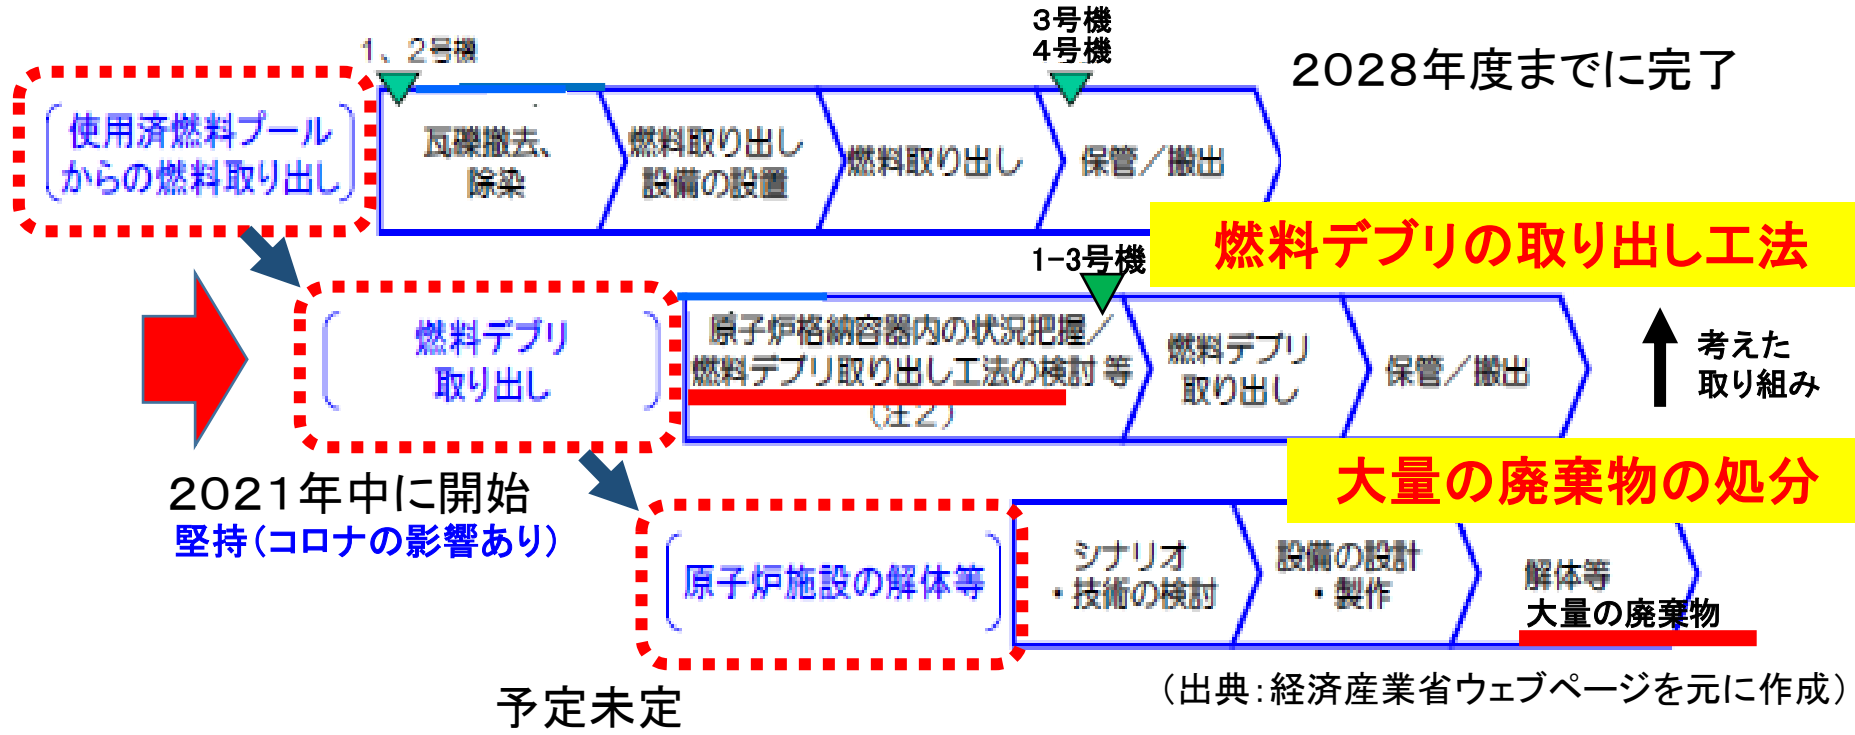 3号機
4号機
1、2号機
2028年度までに完了
使用済燃料プール
からの燃料取り出し
瓦礫撤去、
除染
燃料取り出し
設備の設置
燃料取り出し
保管／搬出
燃料デブリの取り出し工法
1-3号機
燃料デブリ
取り出し
原子炉格納容器内の状況把握／
燃料デブリ取り出し工法の検討 等
（注２）
燃料デブリ
取り出し
保管／搬出
考えた
取り組み
2021年中に開始
堅持(コロナの影響あり)
大量の廃棄物の処分
原子炉施設の解体等
シナリオ
・技術の検討
設備の設計
・製作
解体等
大量の廃棄物
予定未定
（出典:経済産業省ウェブページを元に作成）